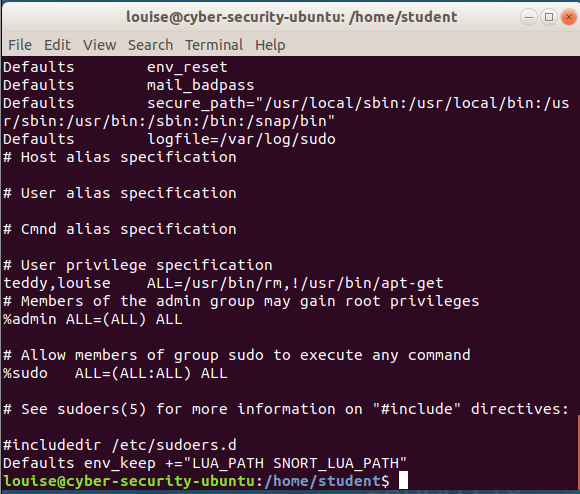 louise@cyber-security-ubuntu: /home/student
File Edit View Search Terminal Help
Defaults        env_reset
Defaults        mail_badpass
Defaults        secure_path="/usr/local/sbin:/usr/local/bin:/us
r/sbin:/usr/bin:/sbin:/bin:/snap/bin"
Defaults        logfile=/var/log/sudo
# Host alias specification

# User alias specification

# Cmnd alias specification

# User privilege specification
teddy,louise    ALL=/usr/bin/rm,!/usr/bin/apt-get
# Members of the admin group may gain root privileges
%admin ALL=(ALL) ALL

# Allow members of group sudo to execute any command
%sudo   ALL=(ALL:ALL) ALL

# See sudoers(5) for more information on "#include" directives:

#includedir /etc/sudoers.d
Defaults env_keep +="LUA_PATH SNORT_LUA_PATH"
louise@cyber-security-ubuntu:/home/student$